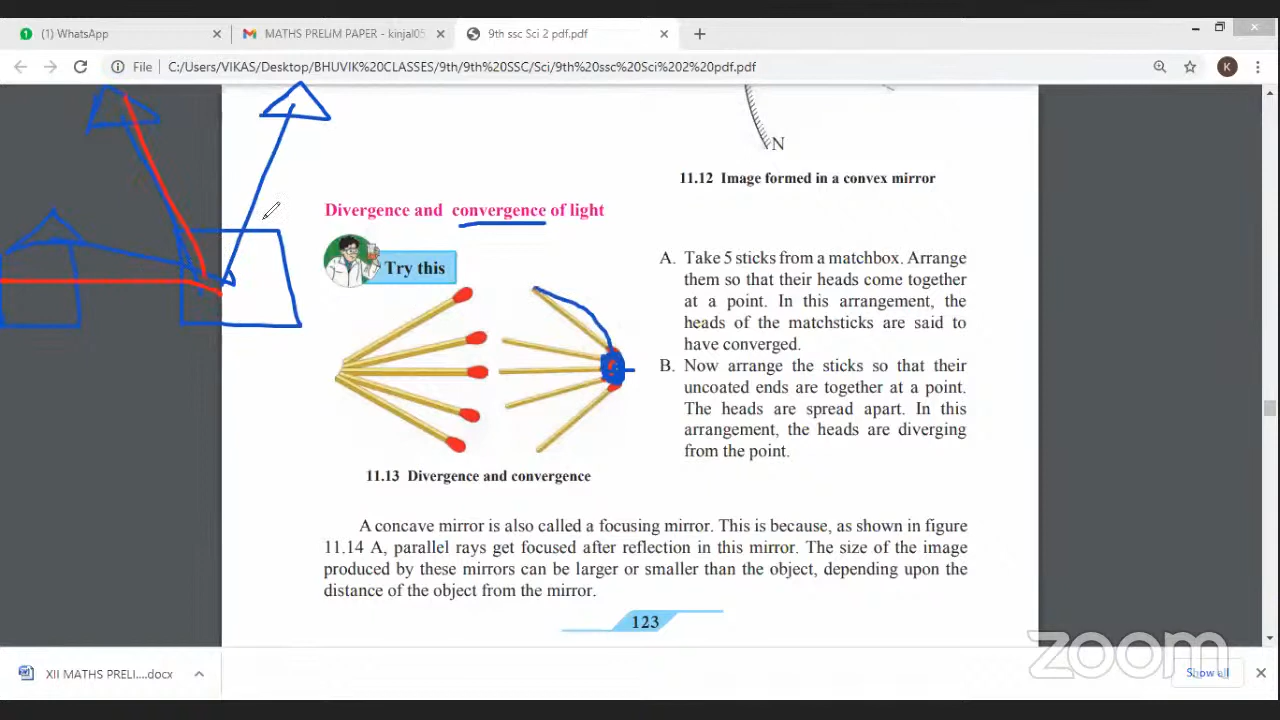 (1) WhatsApp
MATHS PRELiM PAPER - kinjal05
9th ssc Sci 2 pdf.pdf
File
C:/Users/VIKAS/Desktop/BHUVIK%20CLASSES/9th/9th%20SSC/Sci/9th%20ssc%20Sci%202%20pdf.pdf
K
N
11.12 Image formed in a convex mirror
Divergence and convergence of light
Try this
A. Take 5 sticks from a matchbox. Arrange
them so that their heads come together
at a point. In this arrangement, the
heads of the matchsticks are said to
have converged.
B. Now arrange the sticks so that their
uncoated ends are together at a point.
The heads are spread apart. In this
arrangement, the heads are diverging
from the point.
11.13 Divergence and convergence
A concave mirror is also called a focusing mirror. This is because, as shown in figure
11.14 A, parallel rays get focused after reflection in this mirror. The size of the image
produced by these mirrors can be larger or smaller than the object, depending upon the
distance of the object from the mirror.
123
zoom
XII MATHS PRELI....docx
Show all